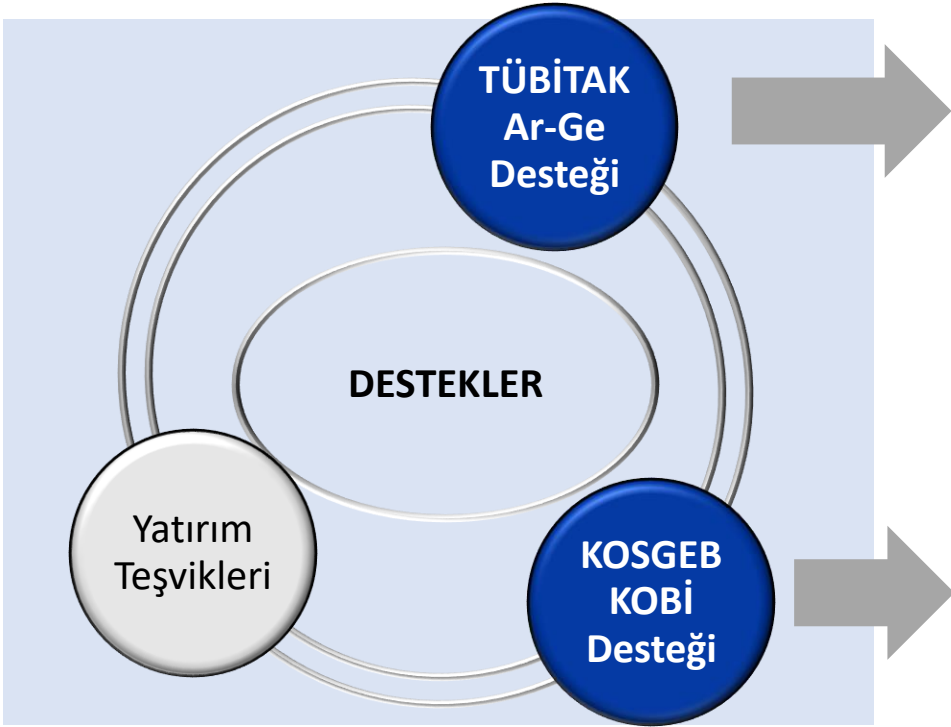 TÜBİTAK
Ar-Ge
Desteği
DESTEKLER
Yatırım
Teşvikleri
KOSGEB
KOBİ
Desteği